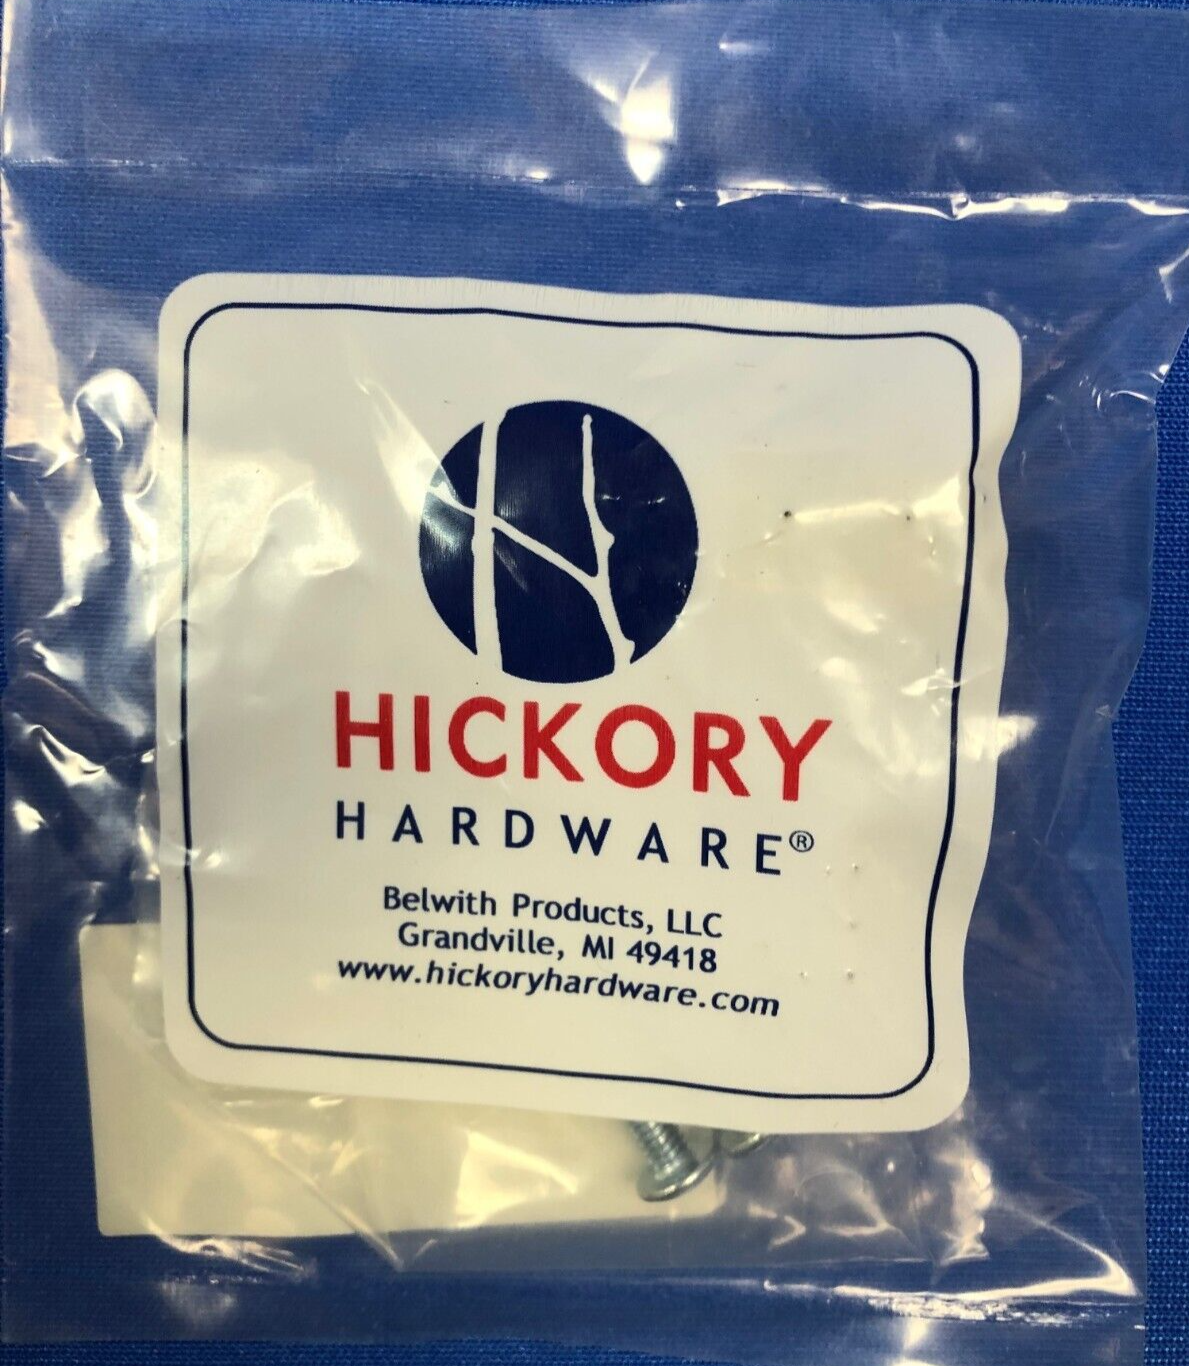 HICKORY
HARDWARE®
Belwith Products, LLC
Grandville, MI 49418
www.hickoryhardware.com